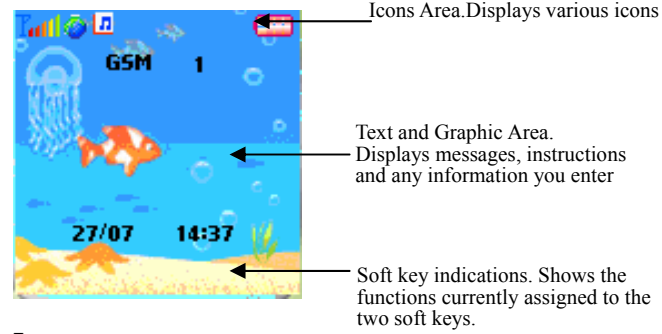 Icons Area.Displays various icons
GSM 1
Text and Graphic Area.
Displays messages, instructions
and any information you enter
27/07 14:37
Soft key indications. Shows the
functions currently assigned to the
two soft keys.